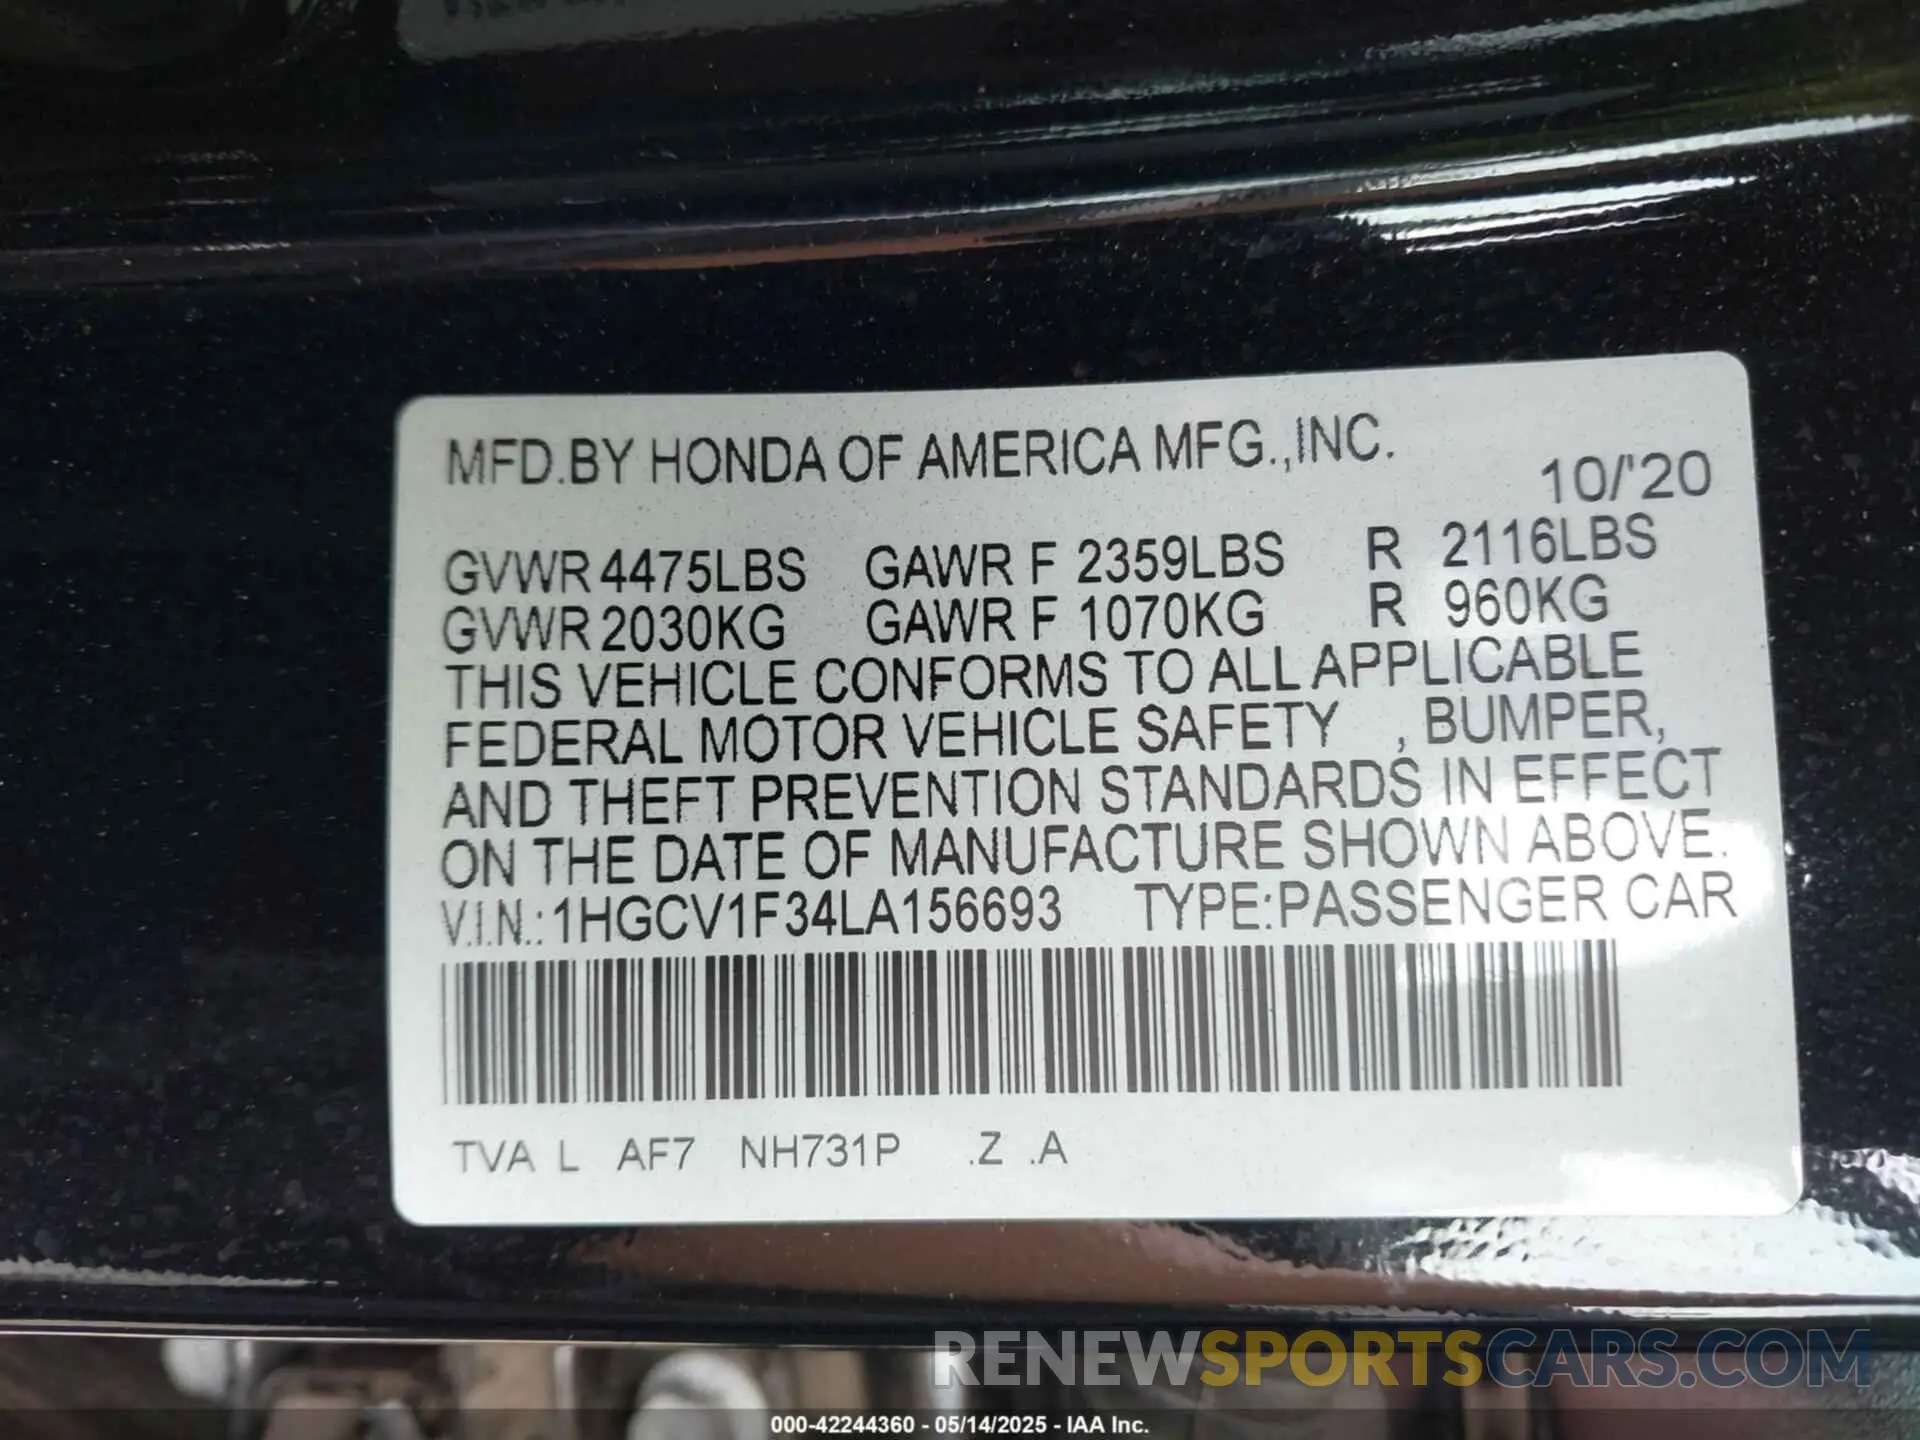 MFD.BY HONDA OF AMERICA MFG.,INC.
10/'20
GVWR 4475LBS GAWR F 2359LBS R 2116LBS
GVWR 2030KG GAWR F 1070KG R 960KG
THIS VEHICLE CONFORMS TO ALL APPLICABLE
FEDERAL MOTOR VEHICLE SAFETY , BUMPER,
AND THEFT PREVENTION STANDARDS IN EFFECT
ON THE DATE OF MANUFACTURE SHOWN ABOVE.
V.I.N.: 1HGCV1F34LA156693 TYPE:PASSENGER CAR
TVA L AF7 NH731P .Z .A
RENEWSPORTSCARS.COM
000-42244360 - 05/14/2025 - IAA Inc.